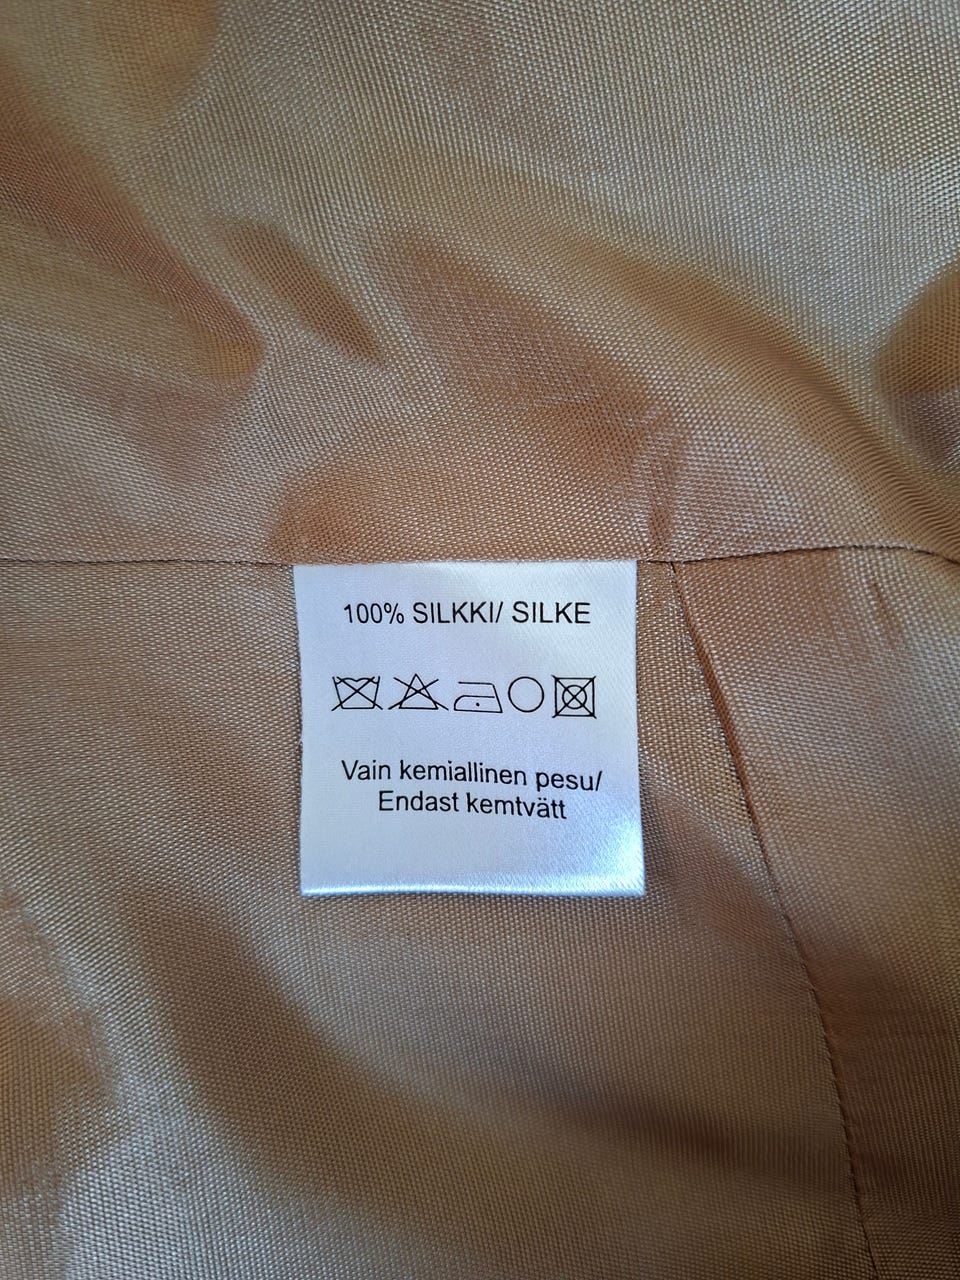 100% SILKKI/ SILKE
Vain kemiallinen pesu/
Endast kemtvätt